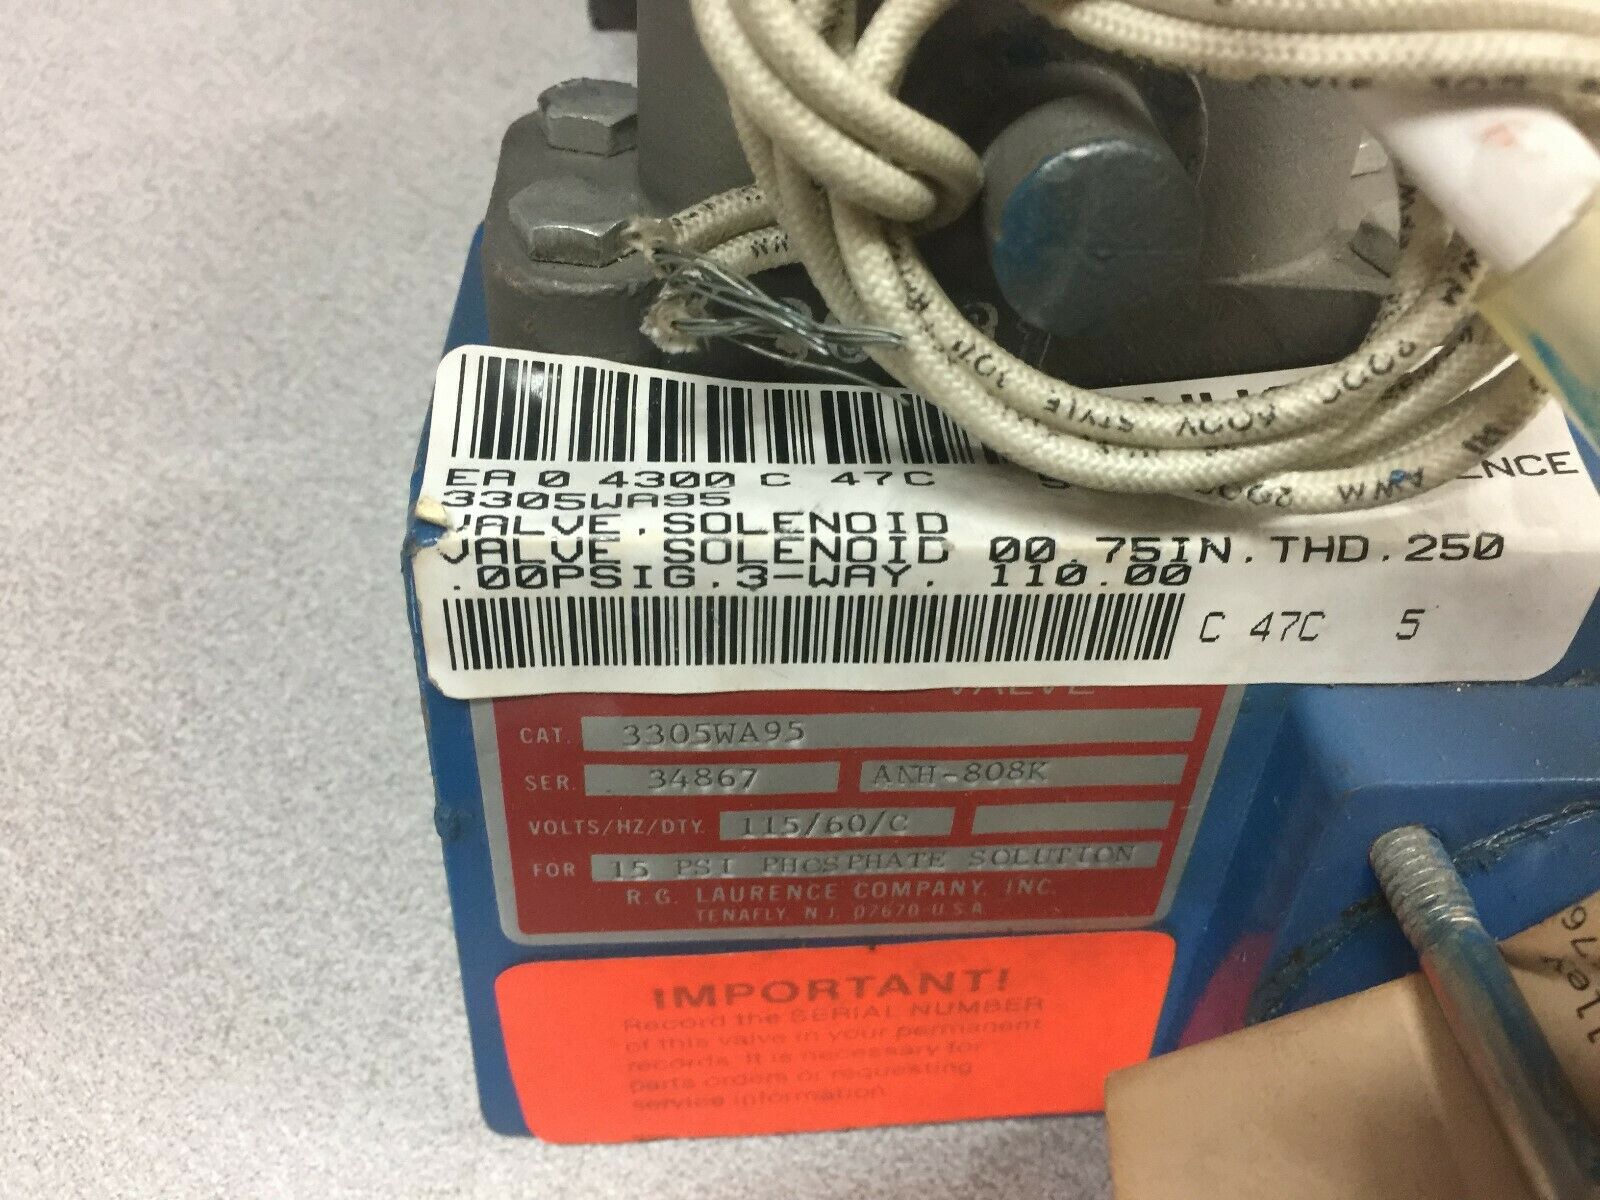 EA 0 4300 C 47C 5
3305WA95
VALVE,SOLENOID
VALVE,SOLENOID 00.75IN.THD.250
.00PSIG.3-WAY. 110.00
C 47C 5
VALVE
CAT. 3305WA95
SER. 34867 ANH-808K
VOLTS/HZ/DTY. 115/60/C
FOR 15 PSI PHOSPHATE SOLUTION
R.G. LAURENCE COMPANY, INC.
TENAFLY, N.J. 07670 U.S.A.
IMPORTANT!
Record the SERIAL NUMBER
of this valve in your permanent
records. It is necessary for
parts orders or requesting
service information